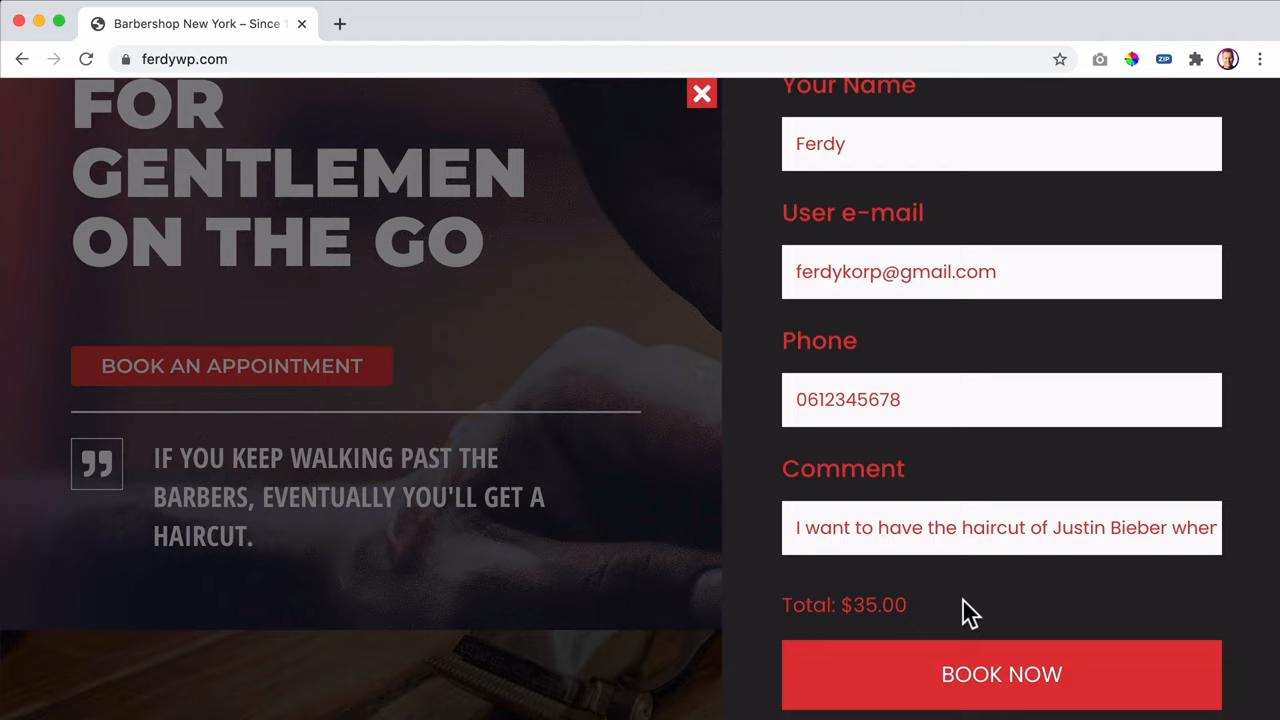 Barbershop New York – Since 1
ferdywp.com
ZIP
FOR
GENTLEMEN
ON THE GO
BOOK AN APPOINTMENT
IF YOU KEEP WALKING PAST THE
BARBERS, EVENTUALLY YOU'LL GET A
HAIRCUT.
Your Name
Ferdy
User e-mail
ferdykorp@gmail.com
Phone
0612345678
Comment
I want to have the haircut of Justin Bieber when
Total: $35.00
BOOK NOW